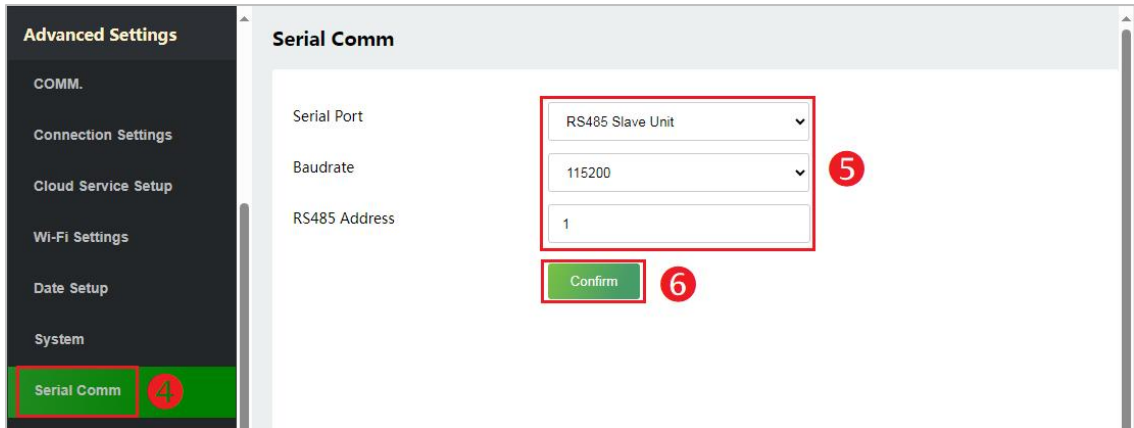 Advanced Settings
COMM.
Connection Settings
Cloud Service Setup
Wi-Fi Settings
Date Setup
System
Serial Comm 4
Serial Comm
Serial Port RS485 Slave Unit
Baudrate 115200 5
RS485 Address 1
Confirm 6